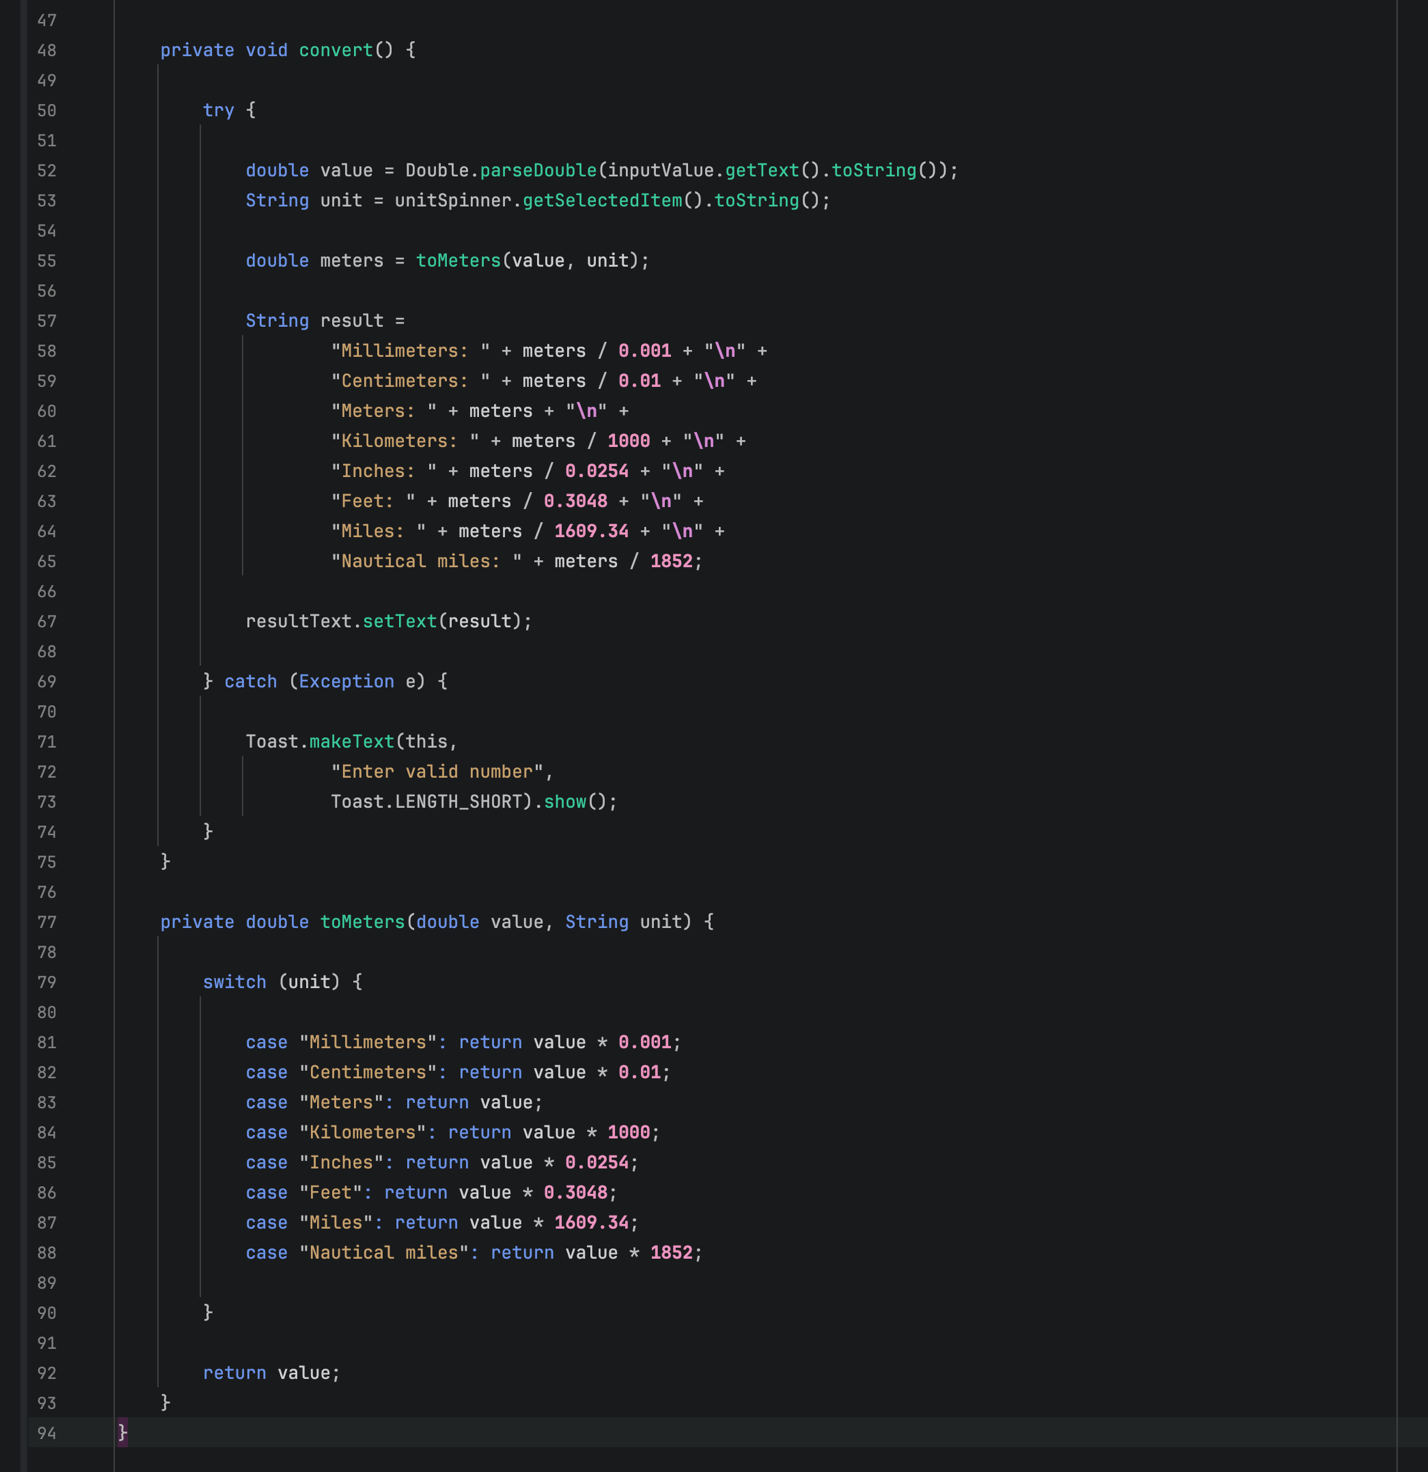 47
48 private void convert() {
49
50 try {
51
52 double value = Double.parseDouble(inputValue.getText().toString());
53 String unit = unitSpinner.getSelectedItem().toString();
54
55 double meters = toMeters(value, unit);
56
57 String result =
58 "Millimeters: " + meters / 0.001 + "\n" +
59 "Centimeters: " + meters / 0.01 + "\n" +
60 "Meters: " + meters + "\n" +
61 "Kilometers: " + meters / 1000 + "\n" +
62 "Inches: " + meters / 0.0254 + "\n" +
63 "Feet: " + meters / 0.3048 + "\n" +
64 "Miles: " + meters / 1609.34 + "\n" +
65 "Nautical miles: " + meters / 1852;
66
67 resultText.setText(result);
68
69 } catch (Exception e) {
70
71 Toast.makeText(this,
72 "Enter valid number",
73 Toast.LENGTH_SHORT).show();
74 }
75 }
76
77 private double toMeters(double value, String unit) {
78
79 switch (unit) {
80
81 case "Millimeters": return value * 0.001;
82 case "Centimeters": return value * 0.01;
83 case "Meters": return value;
84 case "Kilometers": return value * 1000;
85 case "Inches": return value * 0.0254;
86 case "Feet": return value * 0.3048;
87 case "Miles": return value * 1609.34;
88 case "Nautical miles": return value * 1852;
89
90 }
91
92 return value;
93 }
94 }